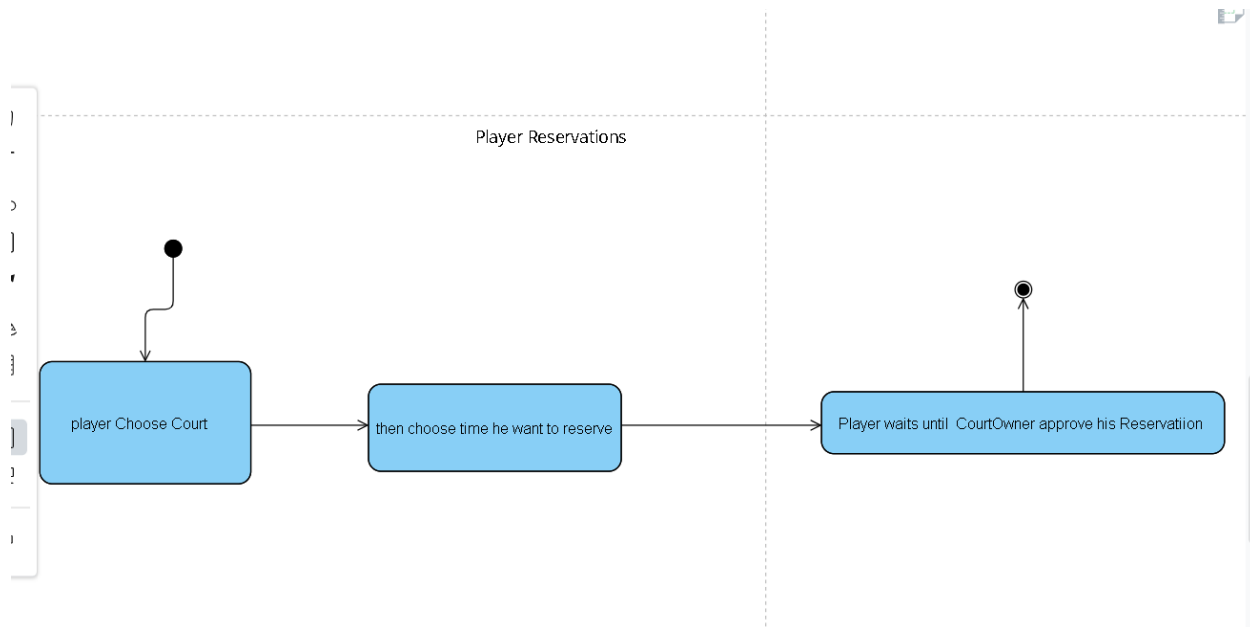 Player Reservations
player Choose Court
then choose time he want to reserve
Player waits until CourtOwner approve his Reservatiion